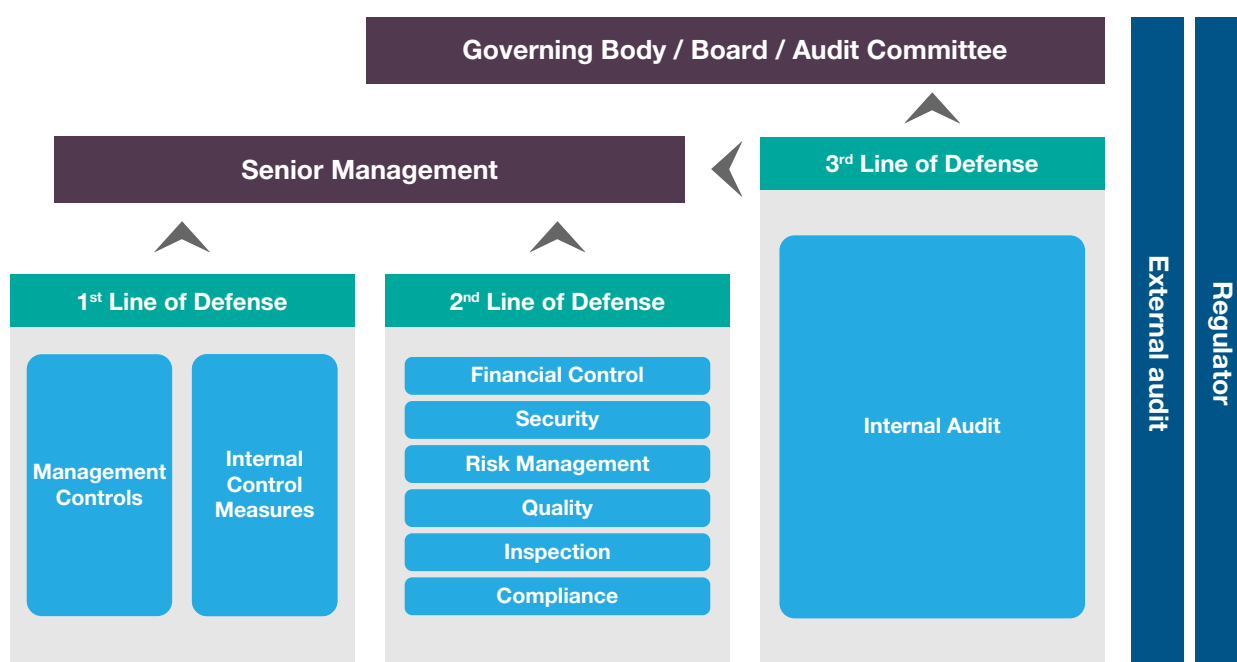 Governing Body / Board / Audit Committee
Senior Management
3rd Line of Defense
1st Line of Defense
2nd Line of Defense
Management
Controls
Internal
Control
Measures
Financial Control
Security
Risk Management
Quality
Inspection
Compliance
Internal Audit
External audit
Regulator